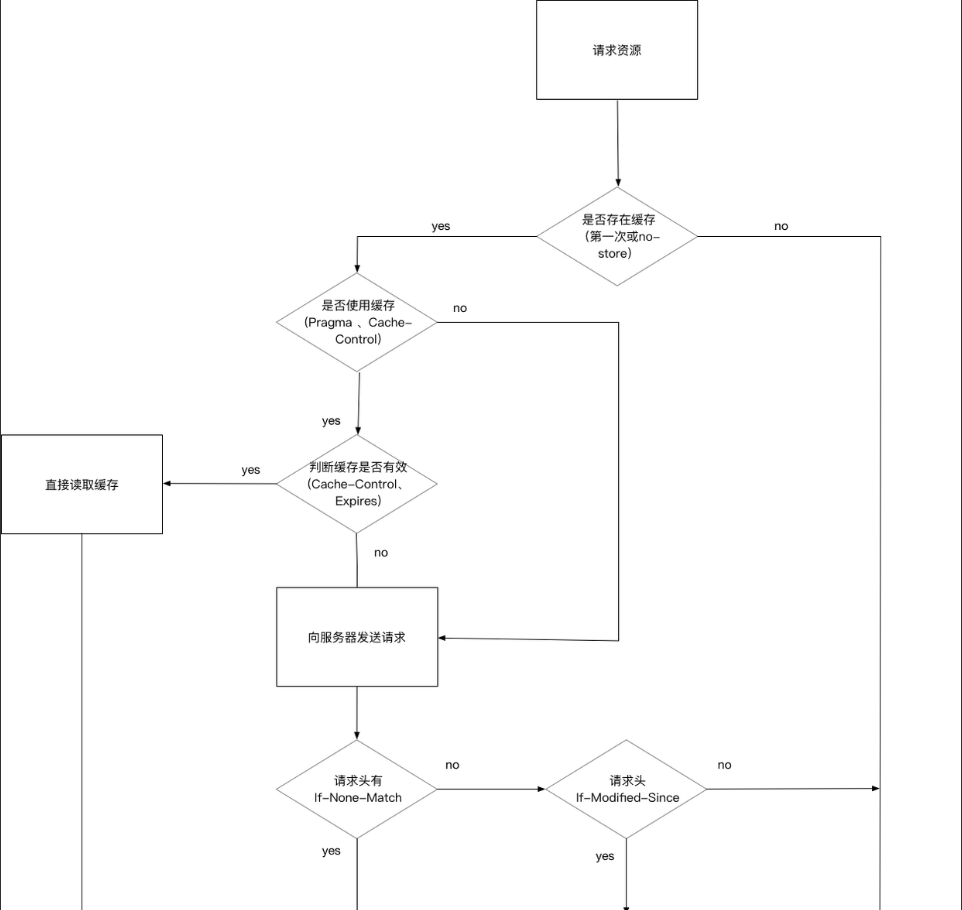 请求资源
是否存在缓存
（第一次或no-
store）
yes
no
是否使用缓存
（Pragma 、Cache-
Control）
no
yes
判断缓存是否有效
（Cache-Control、
Expires）
yes
直接读取缓存
no
向服务器发送请求
请求头有
If-None-Match
no
请求头
If-Modified-Since
no
yes
yes